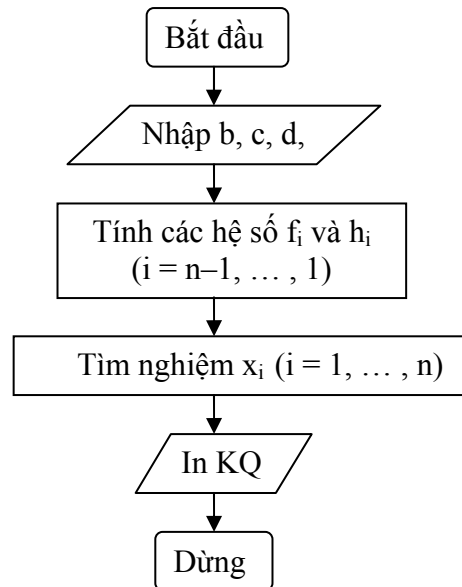 Bắt đầu
Nhập b, c, d,
Tính các hệ số fᵢ và hᵢ
(i = n–1, … , 1)
Tìm nghiệm xᵢ (i = 1, … , n)
In KQ
Dừng